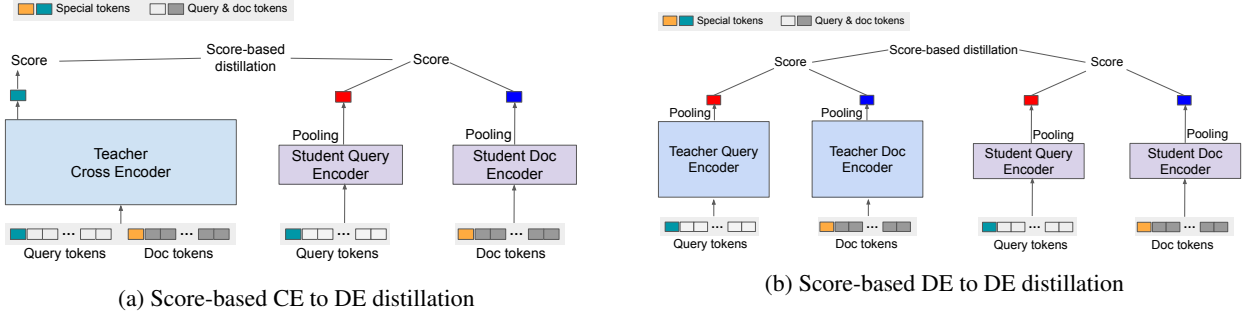 Special tokens
Query & doc tokens
Score
Score-based
distillation
Score
Pooling
Pooling
Teacher
Cross Encoder
Student Query
Encoder
Student Doc
Encoder
...
...
...
...
Query tokens
Doc tokens
Query tokens
Doc tokens
(a) Score-based CE to DE distillation
Special tokens
Query & doc tokens
Score-based distillation
Score
Score
Pooling
Pooling
Pooling
Pooling
Teacher Query
Encoder
Teacher Doc
Encoder
Student Query
Encoder
Student Doc
Encoder
...
...
...
...
Query tokens
Doc tokens
Query tokens
Doc tokens
(b) Score-based DE to DE distillation